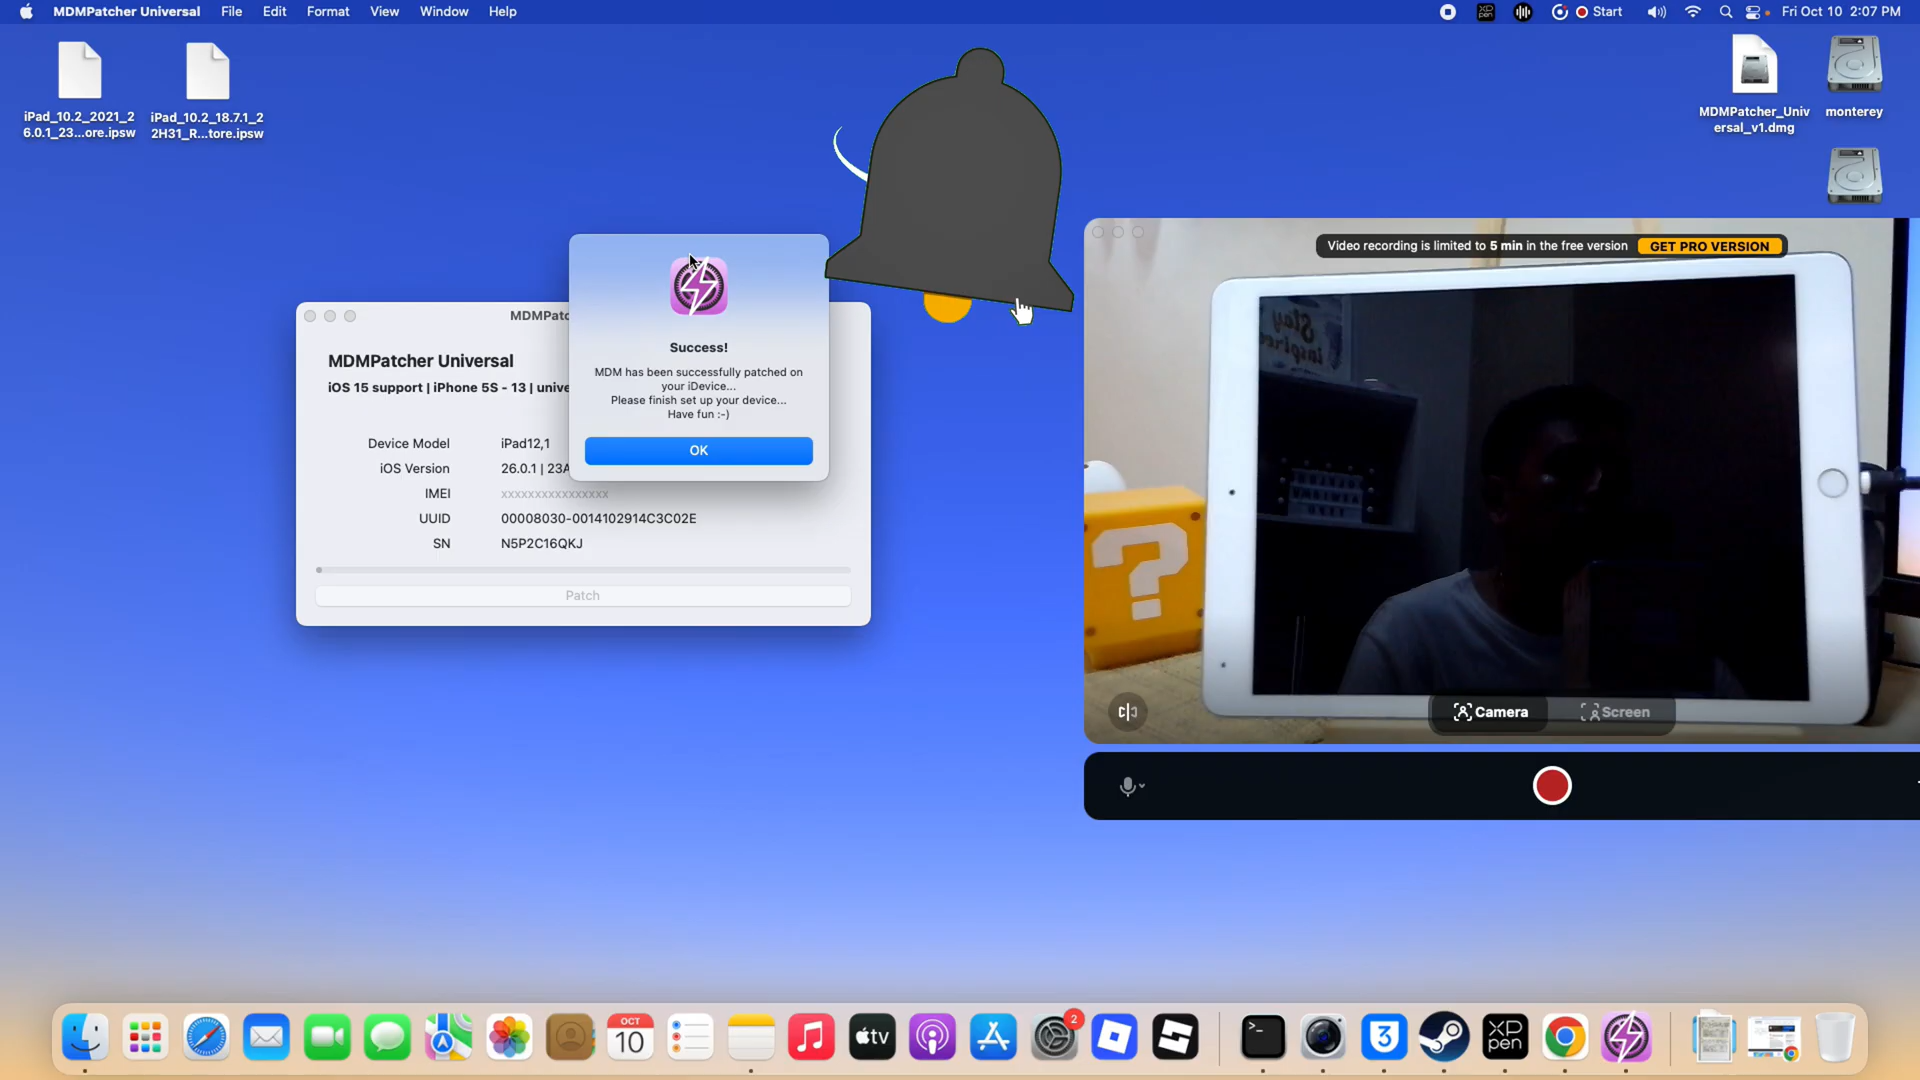 MDMPatcher Universal File Edit Format View Window Help
Start Fri Oct 10 2:07 PM
iPad_10.2_2021_2
6.0.1_23...ore.ipsw
iPad_10.2_18.7.1_2
2H31_R...tore.ipsw
MDMPatcher_Univ
ersal_v1.dmg
monterey
MDMPatc
MDMPatcher Universal
iOS 15 support | iPhone 5S - 13 | unive
Device Model iPad12,1
iOS Version 26.0.1 | 23A
IMEI xxxxxxxxxxxxxxxx
UUID 00008030-0014102914C3C02E
SN N5P2C16QKJ
Patch
Success!
MDM has been successfully patched on
your iDevice...
Please finish set up your device...
Have fun :-)
OK
Video recording is limited to 5 min in the free version GET PRO VERSION
Stay
inspired
?
Camera Screen
OCT
10
tv
2
3
XP
pen